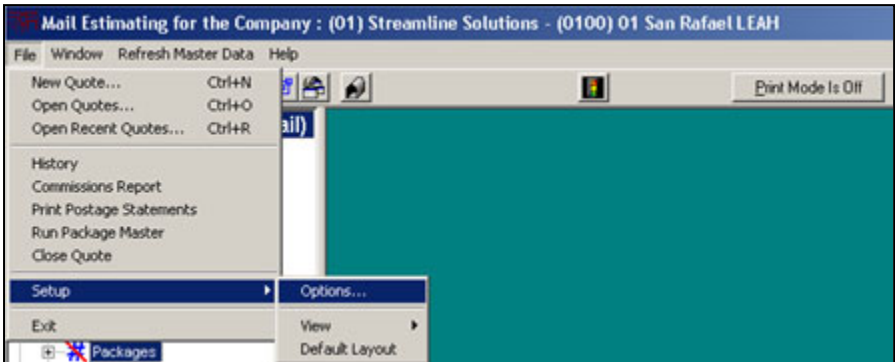 Mail Estimating for the Company : (01) Streamline Solutions - (0100) 01 San Rafael LEAH
File Window Refresh Master Data Help
New Quote... Ctrl+N
Open Quotes... Ctrl+O
Open Recent Quotes... Ctrl+R
Print Mode Is Off
ail)
History
Commissions Report
Print Postage Statements
Run Package Master
Close Quote
Setup
Options...
Exit
View
Default Layout
Packages